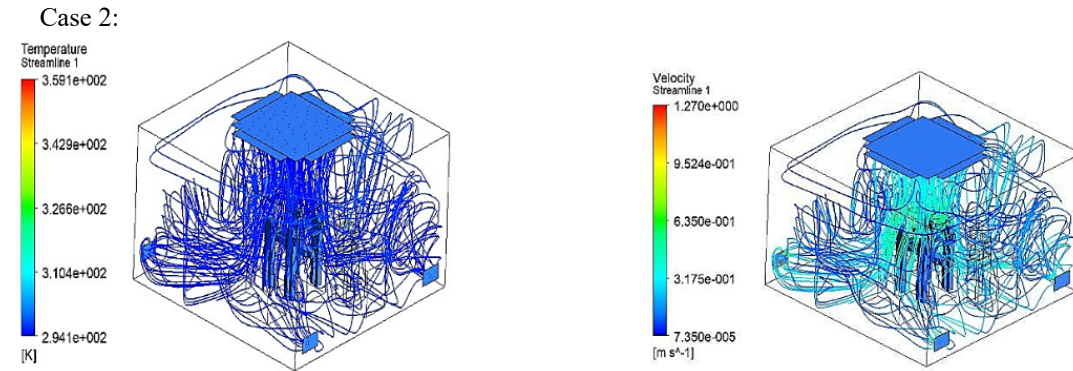 Case 2:
Temperature
Streamline 1
3.591e+002
3.429e+002
3.266e+002
3.104e+002
2.941e+002
[K]
Velocity
Streamline 1
1.270e+000
9.524e-001
6.350e-001
3.175e-001
7.350e-005
[m s^-1]